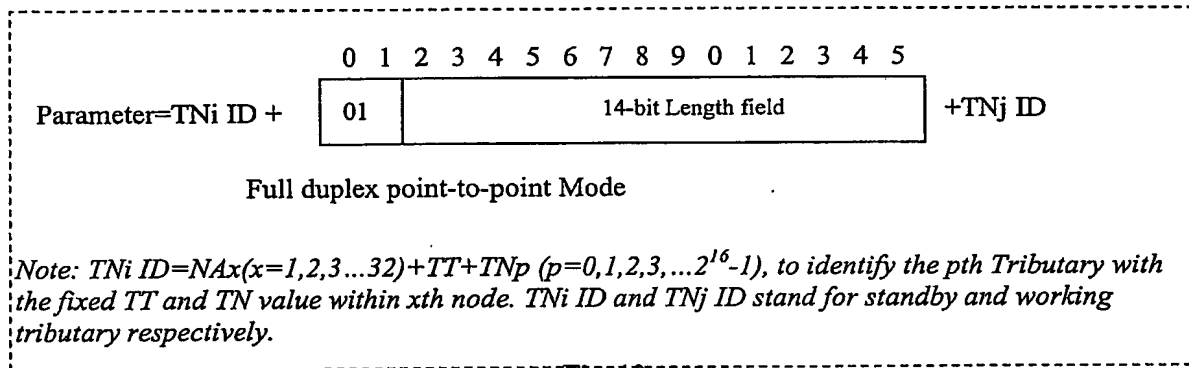 0 1 2 3 4 5 6 7 8 9 0 1 2 3 4 5
Parameter=TNi ID + 01 14-bit Length field +TNj ID
Full duplex point-to-point Mode
Note: TNi ID=NAx(x=1,2,3...32)+TT+TNp (p=0,1,2,3,...2^16-1), to identify the pth Tributary with
the fixed TT and TN value within xth node. TNi ID and TNj ID stand for standby and working
tributary respectively.